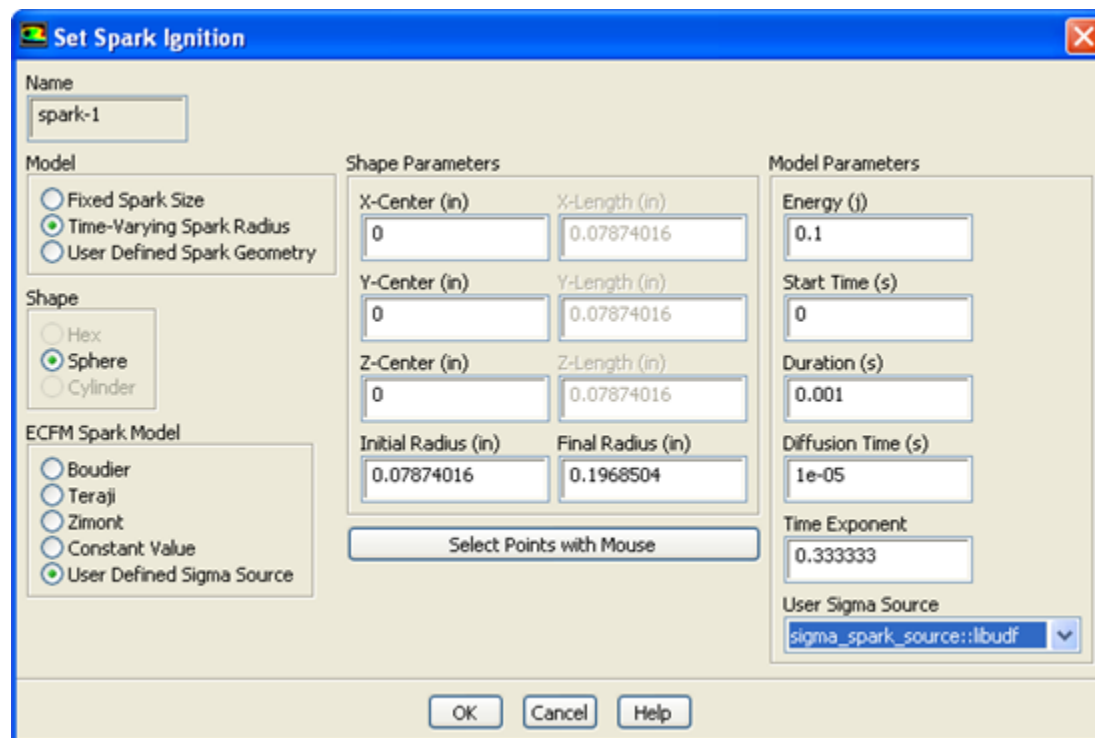 Set Spark Ignition
Name
spark-1
Model
Fixed Spark Size
Time-Varying Spark Radius
User Defined Spark Geometry
Shape
Hex
Sphere
Cylinder
ECFM Spark Model
Boudier
Teraji
Zimont
Constant Value
User Defined Sigma Source
Shape Parameters
X-Center (in) X-Length (in)
0 0.07874016
Y-Center (in) Y-Length (in)
0 0.07874016
Z-Center (in) Z-Length (in)
0 0.07874016
Initial Radius (in) Final Radius (in)
0.07874016 0.1968504
Select Points with Mouse
Model Parameters
Energy (j)
0.1
Start Time (s)
0
Duration (s)
0.001
Diffusion Time (s)
1e-05
Time Exponent
0.333333
User Sigma Source
sigma_spark_source::libudf
OK Cancel Help